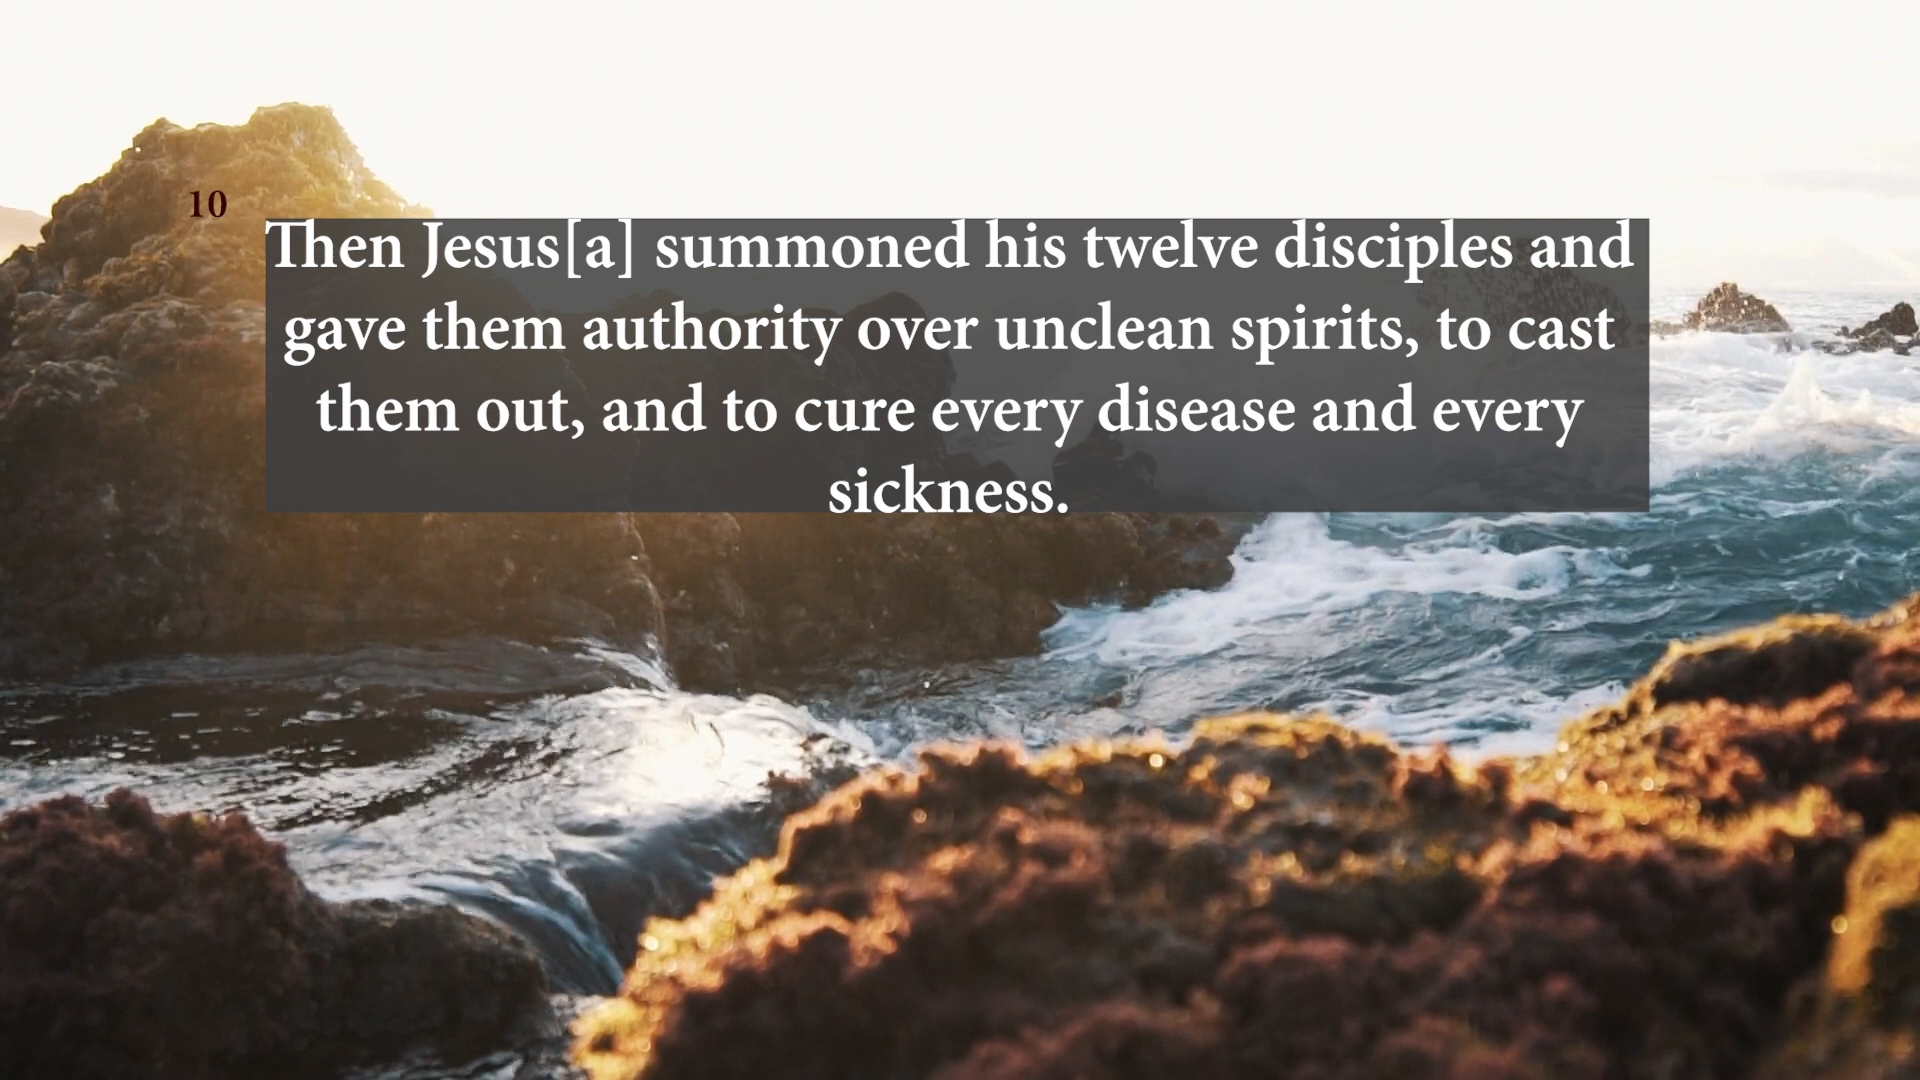 10
Then Jesus[a] summoned his twelve disciples and
gave them authority over unclean spirits, to cast
them out, and to cure every disease and every
sickness.